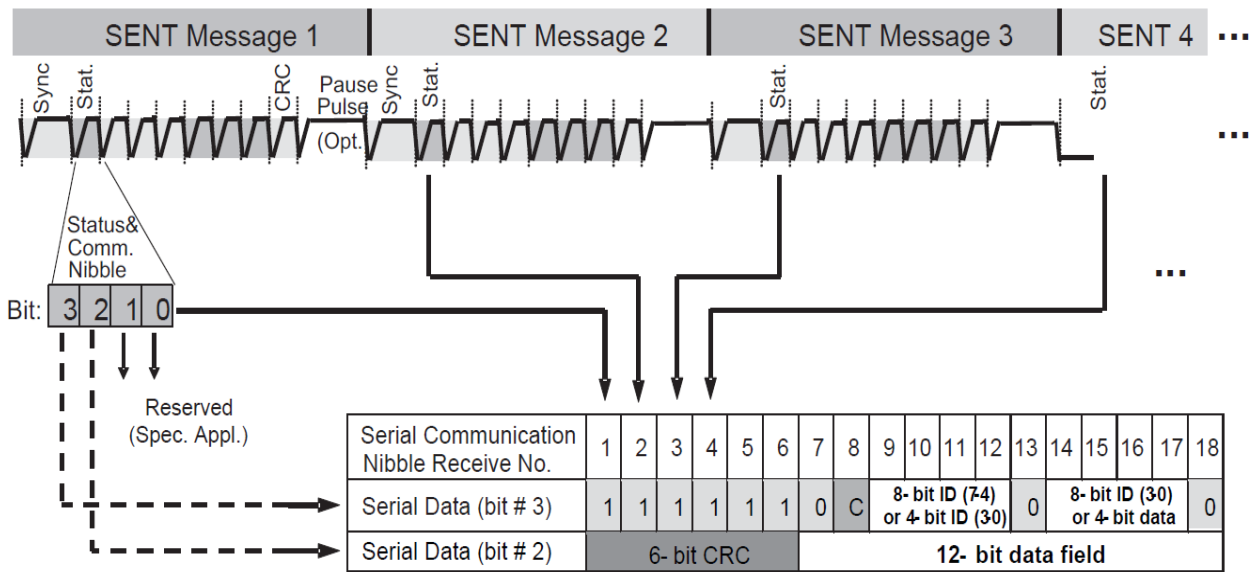 SENT Message 1 SENT Message 2 SENT Message 3 SENT 4 ...
Sync Stat. CRC Pause Pulse (Opt. Sync Stat. Stat. Stat.
...
Status&
Comm.
Nibble
...
Bit: 3 2 1 0
Reserved
(Spec. Appl.)
Serial Communication
Nibble Receive No. 1 2 3 4 5 6 7 8 9 10 11 12 13 14 15 16 17 18
8- bit ID (7-4) 8- bit ID (3-0)
Serial Data (bit # 3) 1 1 1 1 1 1 0 C 0 0
or 4- bit ID (3-0) or 4- bit data
Serial Data (bit # 2) 6- bit CRC 12- bit data field